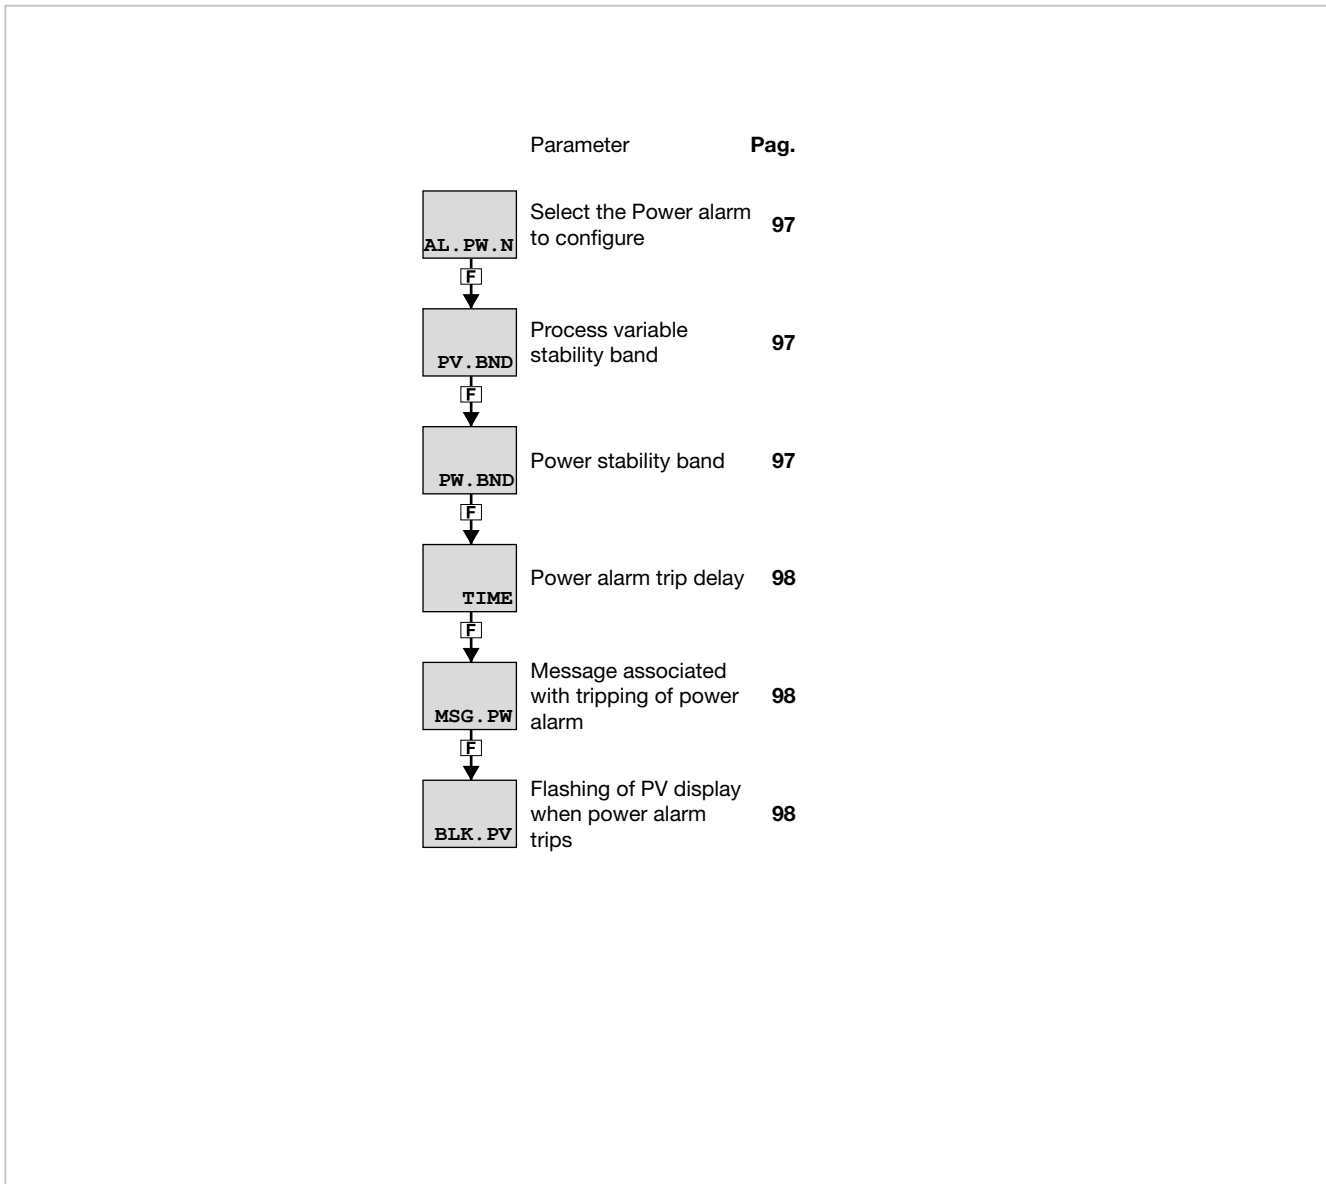 Parameter Pag.
AL.PW.N
Select the Power alarm
to configure
97
F
PV.BND
Process variable
stability band
97
F
PW.BND
Power stability band
97
F
TIME
Power alarm trip delay
98
F
MSG.PW
Message associated
with tripping of power
alarm
98
F
BLK.PV
Flashing of PV display
when power alarm
trips
98